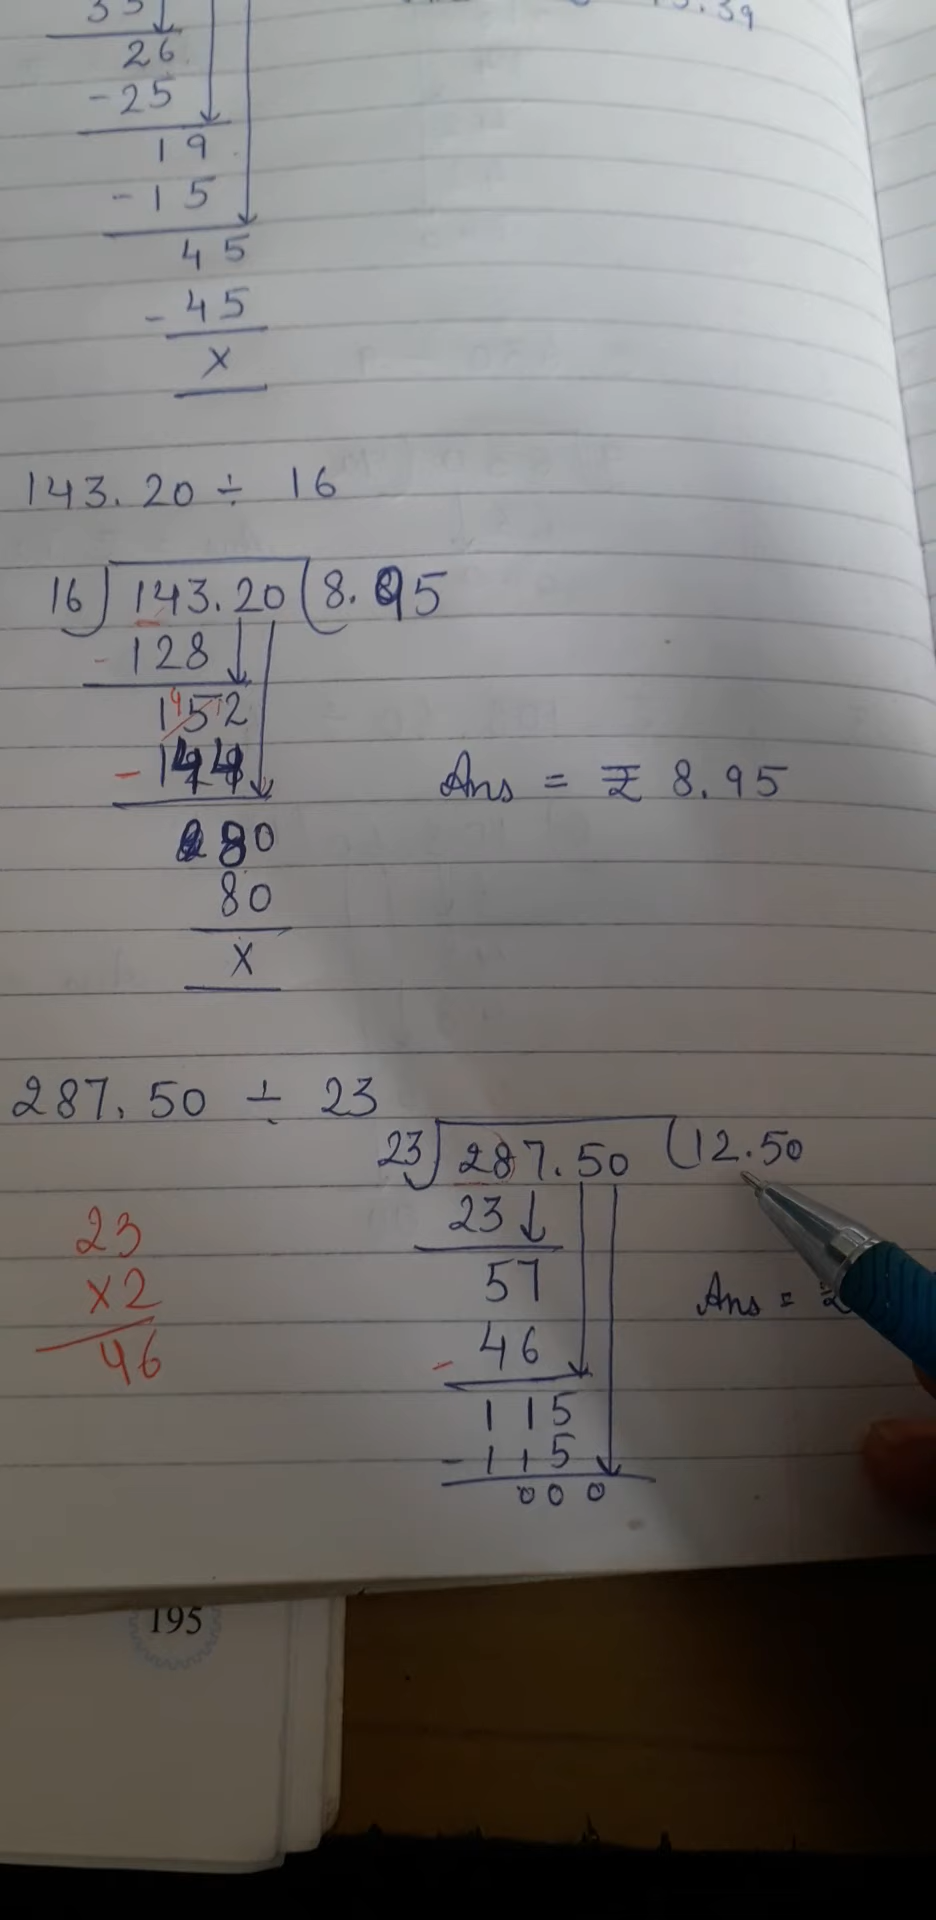 26
- 25
19
- 15
45
- 45
x
143.20 ÷ 16
16) 143.20 (8.95
- 128
152
- 144
80
80
x
Ans = ₹ 8.95
287.50 ÷ 23
23) 287.50 (12.50
23
57
- 46
115
- 115
000
Ans = ₹
23
x2
46
195